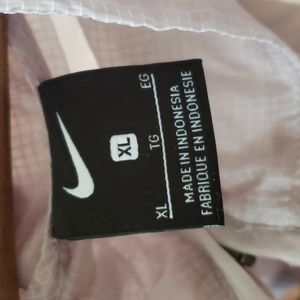 XL
XL TG EG
MADE IN INDONESIA
FABRIQUE EN INDONESIE